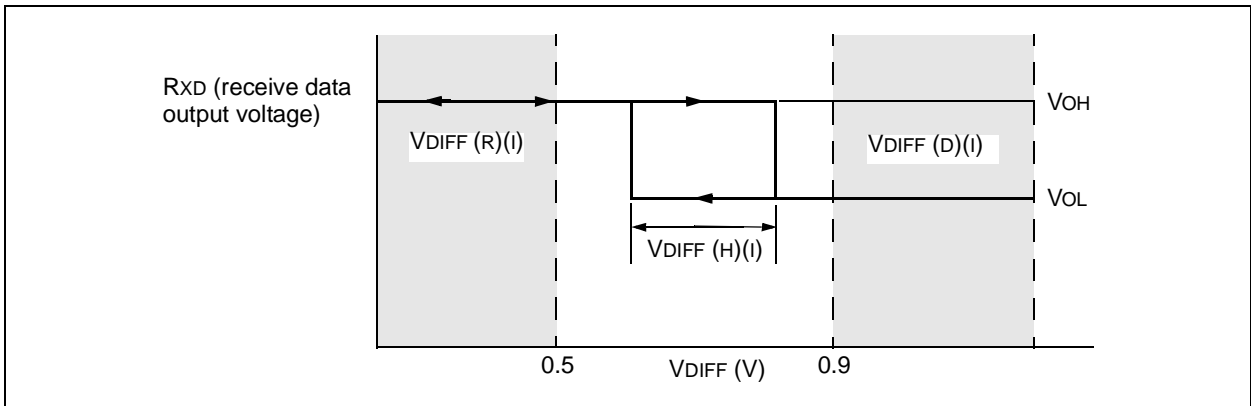 RXD (receive data
output voltage)
VDIFF (R)(I)
VDIFF (D)(I)
VOH
VOL
VDIFF (H)(I)
0.5
VDIFF (V)
0.9